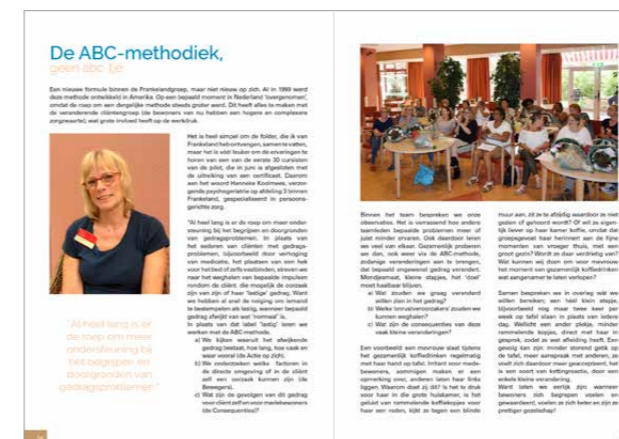 De ABC-methodiek,
geen abc tje
Een nieuwe formule binnen de Frankelandgroep, maar niet nieuw op zich. Al in 1999 werd
deze methode ontwikkeld in Amerika. Op een bepaald moment in Nederland 'overgenomen',
omdat de roep om een dergelijke methode steeds groter werd. Dit heeft alles te maken met
de veranderende cliëntengroep (de bewoners van nu hebben een hogere en complexere
zorgzwaarte); wat grote invloed heeft op de werkdruk.
Het is heel simpel om de folder, die ik van
Frankeland heb ontvangen, samen te vatten,
maar het is véél leuker om de ervaringen te
horen van een van de eerste 30 cursisten
van de pilot, die in juni is afgesloten met
de uitreiking van een certificaat. Daarom
aan het woord Hanneke Kooimees, verzor-
gende psychogeriatrie op afdeling 3 binnen
Frankeland, gespecialiseerd in persoons-
gerichte zorg.
"Al heel lang is er de roep om meer onder-
steuning bij het begrijpen en doorgronden
van gedragsproblemen. In plaats van
het sederen van cliënten met gedrags-
problemen, bijvoorbeeld door verhoging
van medicatie, het plaatsen van een hek
voor het bed of zelfs vastbinden, streven we
naar het weghalen van bepaalde impulsen
rondom de cliënt, die mogelijk de oorzaak
zijn van zijn of haar 'lastige' gedrag. Want
we hebben al snel de neiging om iemand
te bestempelen als lastig, wanneer bepaald
gedrag afwijkt van wat 'normaal' is.
In plaats van dat label 'lastig' leren we
werken met de ABC-methode.
a) We kijken waaruit het afwijkende
gedrag bestaat, hoe lang, hoe vaak en
waar vooral (de Actie op zich).
b) We onderzoeken welke factoren in
de directe omgeving of in de cliënt
zelf een oorzaak kunnen zijn (de
Bewegers).
c) Wat zijn de gevolgen van dit gedrag
voor cliënt zelf en voor medebewoners
(de Consequenties)?
"Al heel lang is er
de roep om meer
ondersteuning bij
het begrijpen en
doorgronden van
gedragsproblemen."
Binnen het team bespreken we onze
observaties. Het is verrassend hoe andere
teamleden bepaalde problemen meer of
juist minder ervaren. Ook daardoor leren
we veel van elkaar. Gezamenlijk proberen
we dan, ook weer via de ABC-methode,
zodanige veranderingen aan te brengen,
dat bepaald ongewenst gedrag verandert.
Mondjesmaat, kleine stapjes, het 'doel'
moet haalbaar blijven.
a) Wat zouden we graag veranderd
willen zien in het gedrag?
b) Welke 'onrustveroorzakers' zouden we
kunnen weghalen?
c) Wat zijn de consequenties van deze
vaak kleine veranderingen?
Een voorbeeld: een mevrouw slaat tijdens
het gezamenlijk koffiedrinken regelmatig
met haar hand op tafel. Irritant voor mede-
bewoners, sommigen maken er een
opmerking over, anderen laten haar links
liggen. Waarom doet zij dit? Is het te druk
voor haar in die grote huiskamer, is het
geluid van rammelende koffiekopjes voor
haar een reden, kijkt ze tegen een blinde
muur aan, zit ze te afzijdig waardoor ze niet
gezien of gehoord wordt? Of wil ze eigen-
lijk liever op haar kamer koffie, omdat dat
groepsgevoel haar herinnert aan de fijne
momenten van vroeger thuis, met een
groot gezin? Wordt ze daar verdrietig van?
Wat kunnen wij doen om voor mevrouw
het moment van gezamenlijk koffiedrinken
wat aangenamer te laten verlopen?
Samen bespreken we in overleg wát we
willen bereiken; een héél klein stapje,
bijvoorbeeld nog maar twee keer per
week op tafel slaan in plaats van iedere
dag. Wellicht een ander plekje, minder
rammelende kopjes, direct met haar in
gesprek, zodat ze wat afleiding heeft. Een
gevolg kan zijn: minder storend getik op
de tafel, meer aanspraak met anderen, ze
voelt zich daardoor meer geaccepteerd, het
is een soort van kettingreactie, door een
enkele kleine verandering.
Want laten we eerlijk zijn: wanneer
bewoners zich begrepen voelen en
gewaardeerd, voelen ze zich beter en zijn ze
prettiger gezelschap!